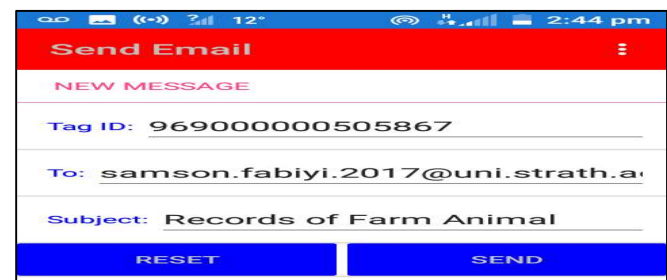 12° H 2:44 pm
Send Email
NEW MESSAGE
Tag ID: 969000000505867
To: samson.fabiyi.2017@uni.strath.a
Subject: Records of Farm Animal
RESET SEND